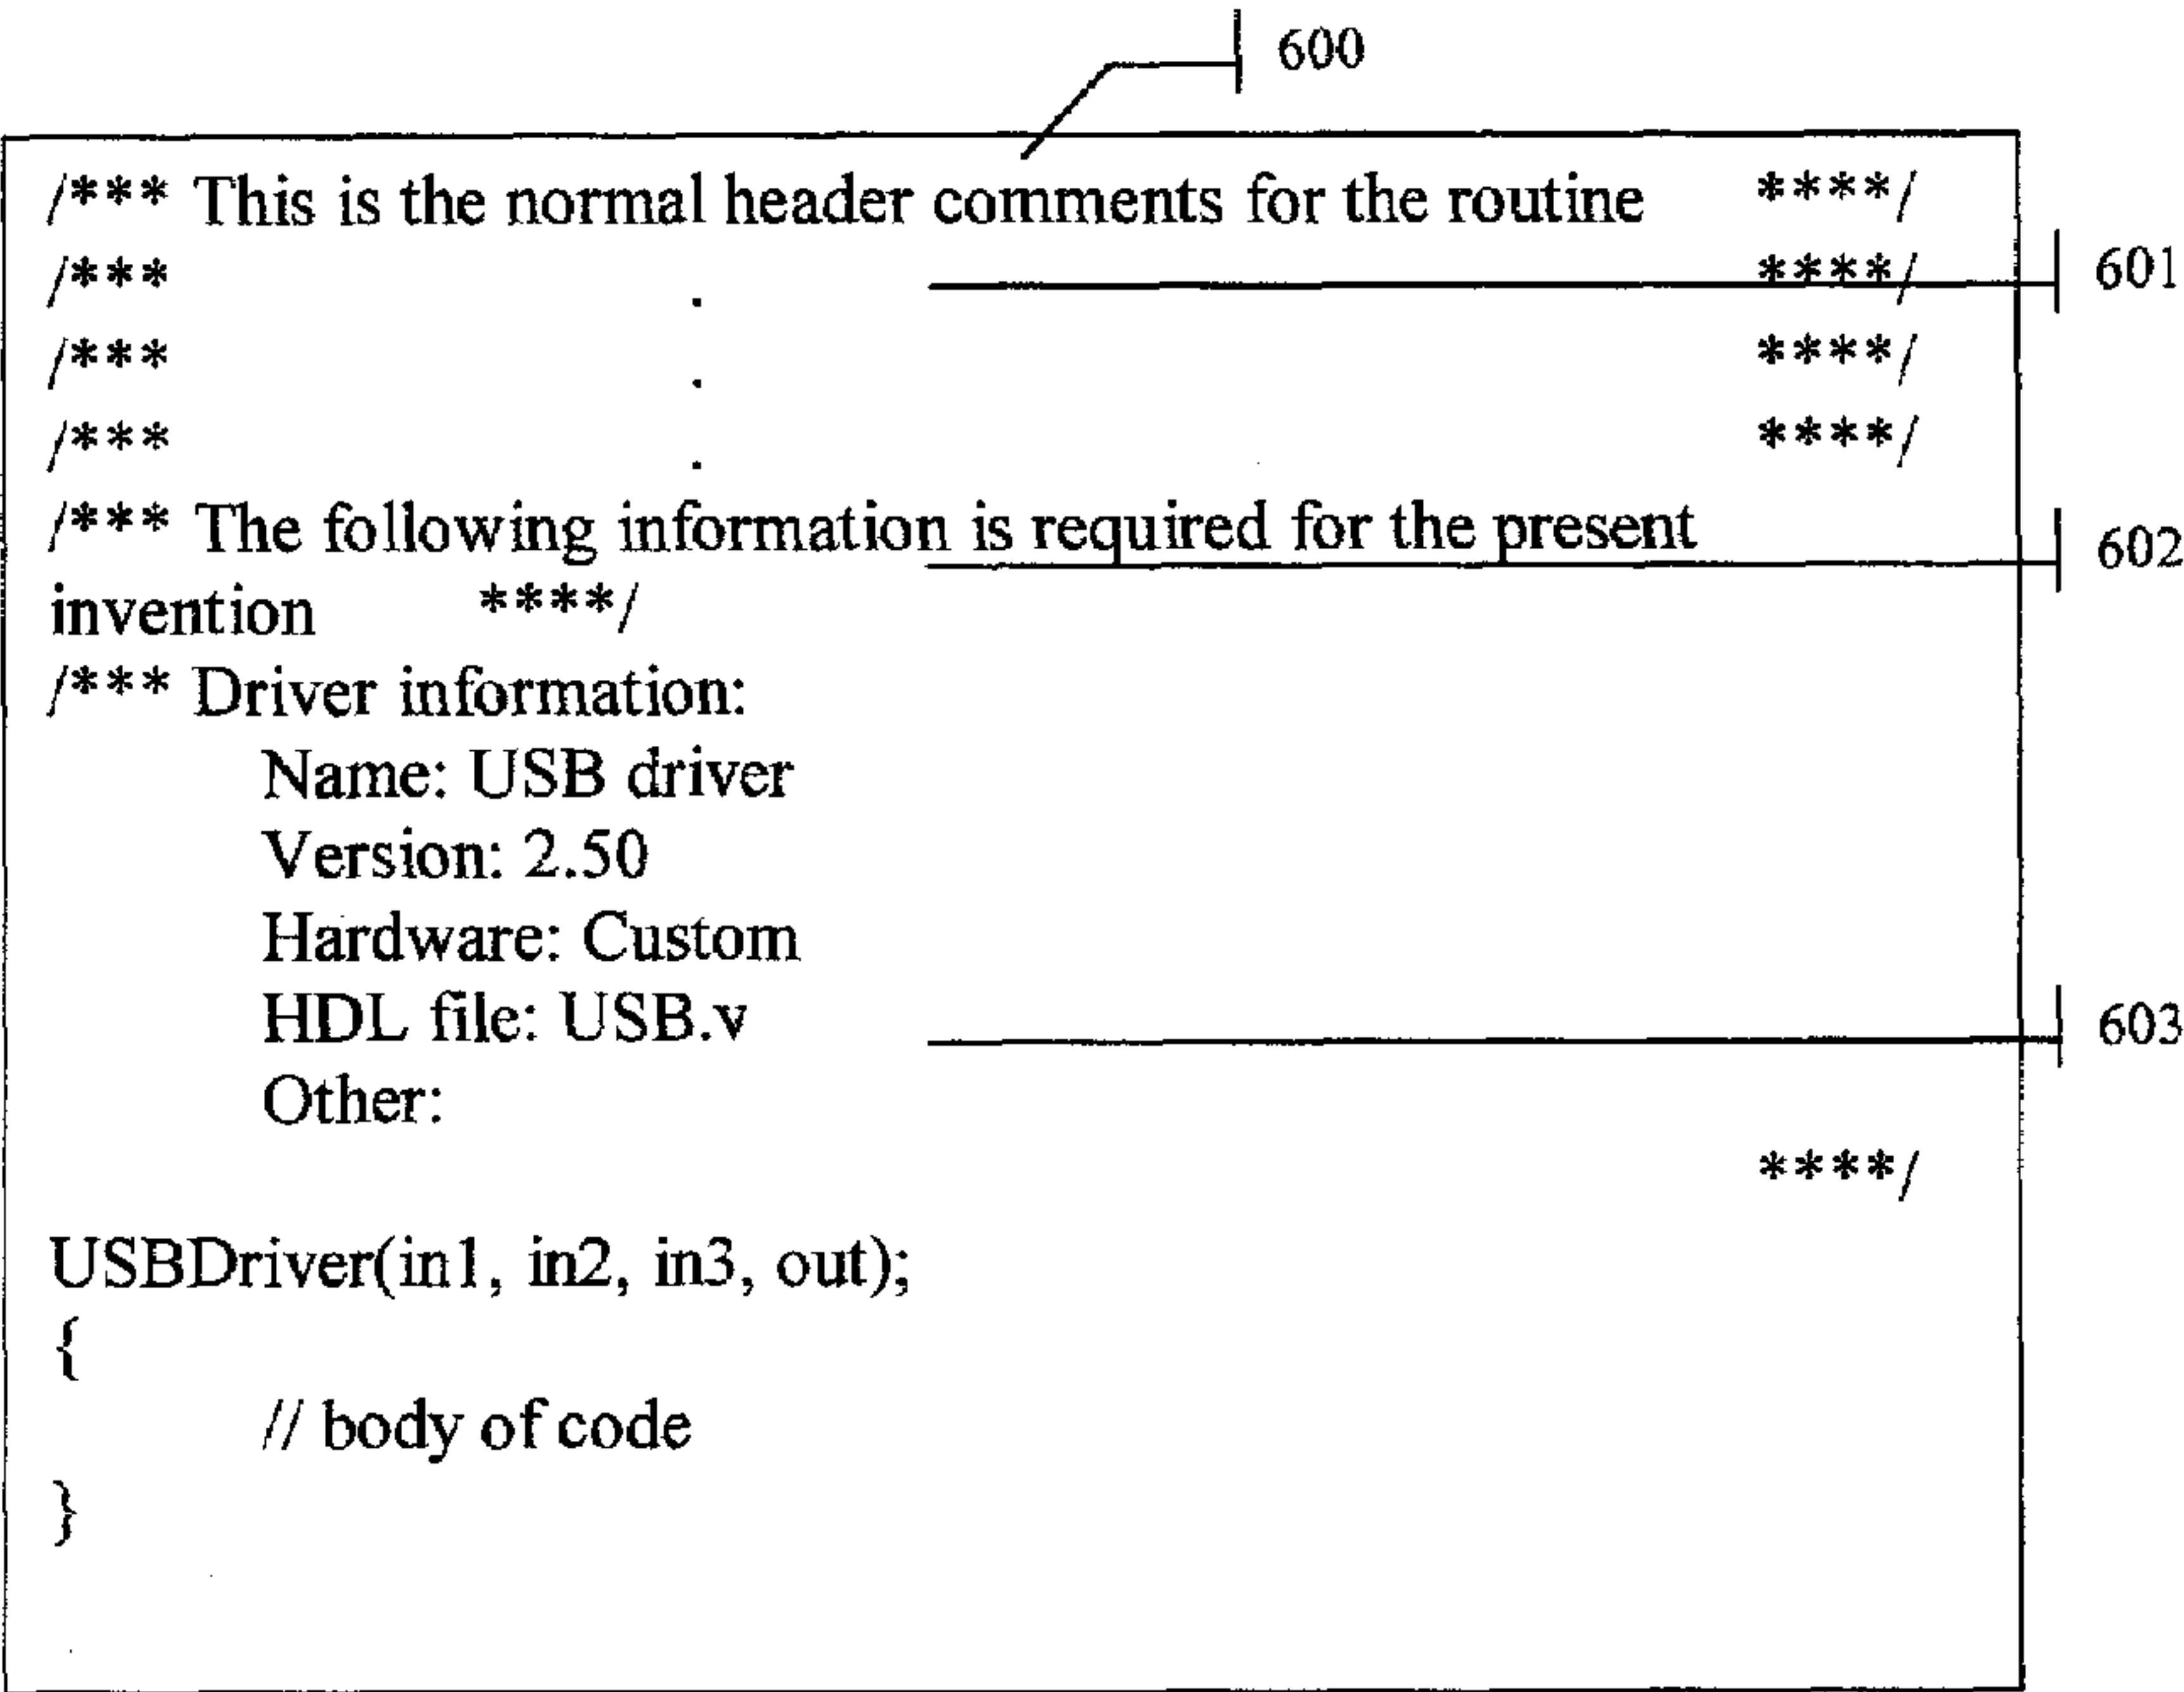 600
/*** This is the normal header comments for the routine ****/
/*** . ****/ 601
/*** . ****/
/*** . ****/
/*** The following information is required for the present 602
invention ****/
/*** Driver information:
Name: USB driver
Version: 2.50
Hardware: Custom
HDL file: USB.v 603
Other:
****/
USBDriver(in1, in2, in3, out);
{
// body of code
}